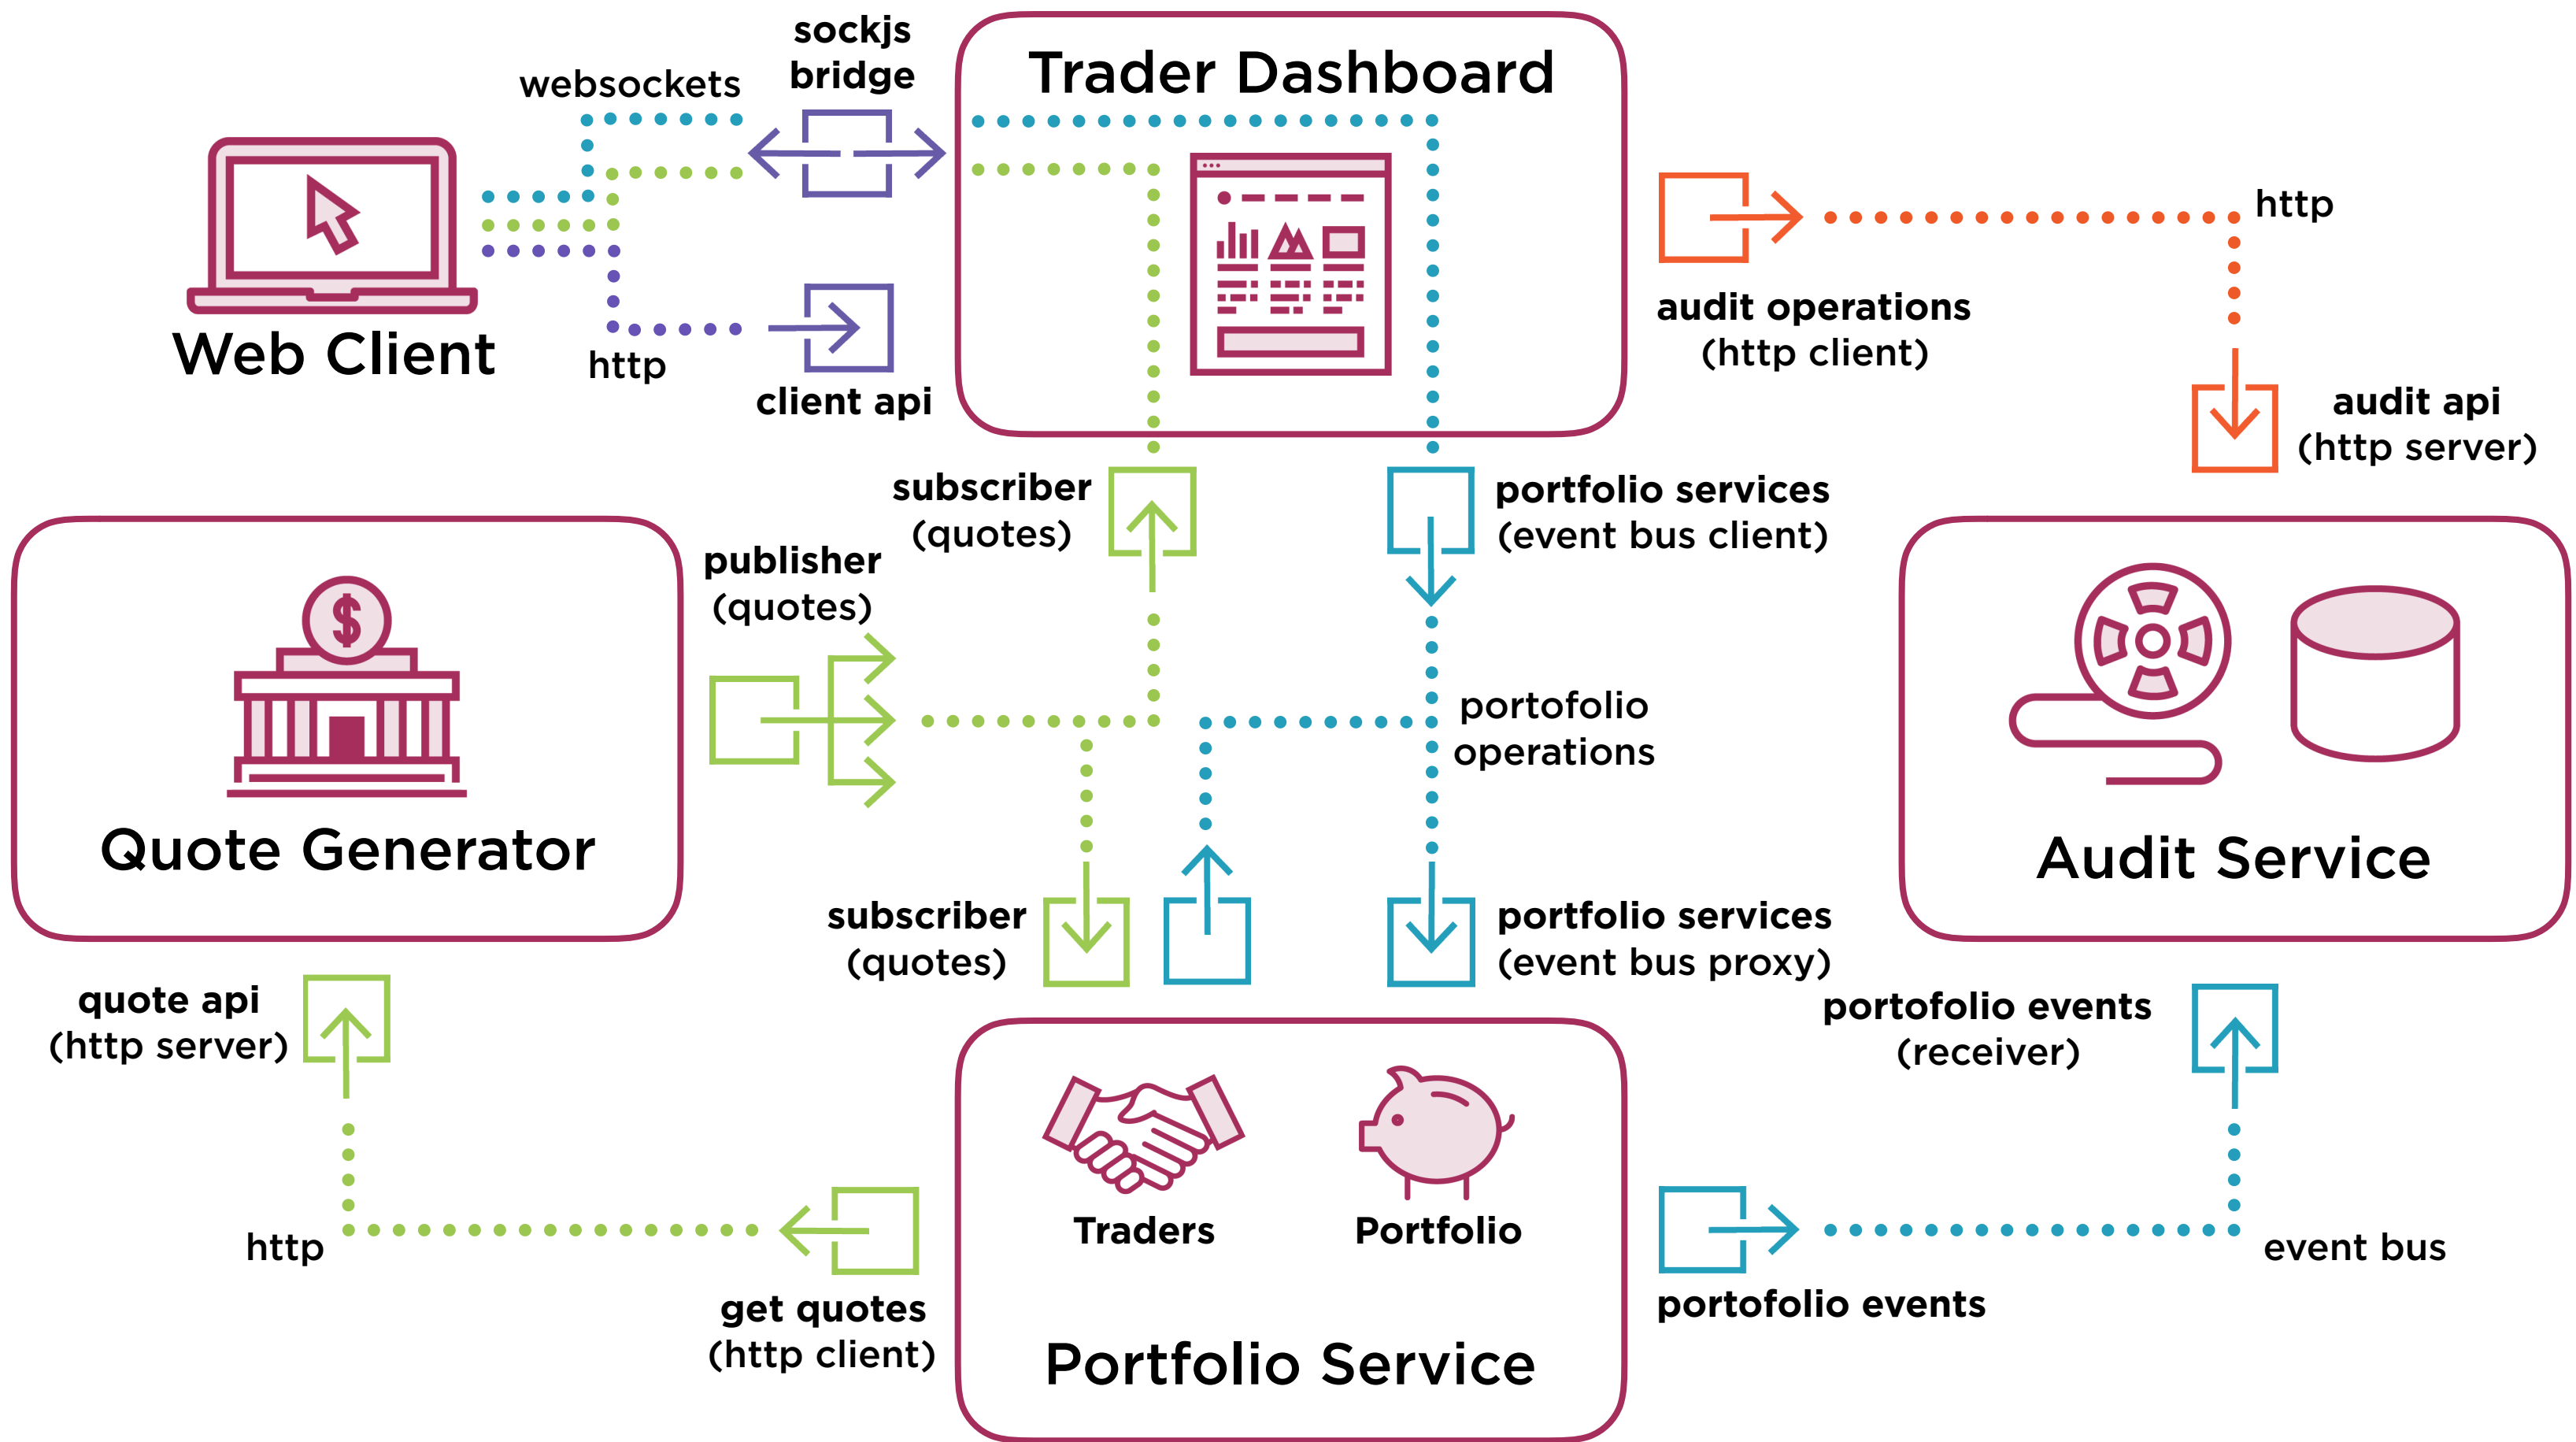 sockjs
bridge
websockets
Trader Dashboard
http
Web Client
http
client api
audit operations
(http client)
audit api
(http server)
subscriber
(quotes)
portfolio services
(event bus client)
publisher
(quotes)
portofolio
operations
$
Quote Generator
Audit Service
subscriber
(quotes)
portfolio services
(event bus proxy)
quote api
(http server)
portofolio events
(receiver)
Traders
Portfolio
http
event bus
get quotes
(http client)
portofolio events
Portfolio Service